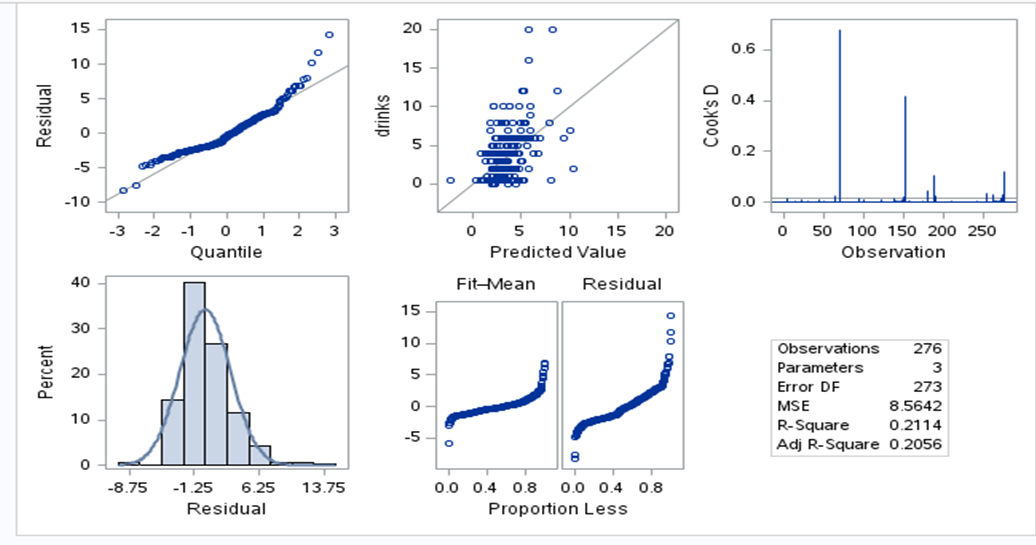 15
10
5
0
-5
-10
Residual
-3 -2 -1 0 1 2 3
Quantile
20
15
10
5
0
drinks
0 5 10 15 20
Predicted Value
0.6
0.4
0.2
0.0
Cook's D
0 50 100 150 200 250
Observation
40
30
20
10
0
Percent
-8.75 -1.25 6.25 13.75
Residual
Fit–Mean Residual
15
10
5
0
-5
0.0 0.4 0.8 0.0 0.4 0.8
Proportion Less
Observations 276
Parameters 3
Error DF 273
MSE 8.5642
R-Square 0.2114
Adj R-Square 0.2056